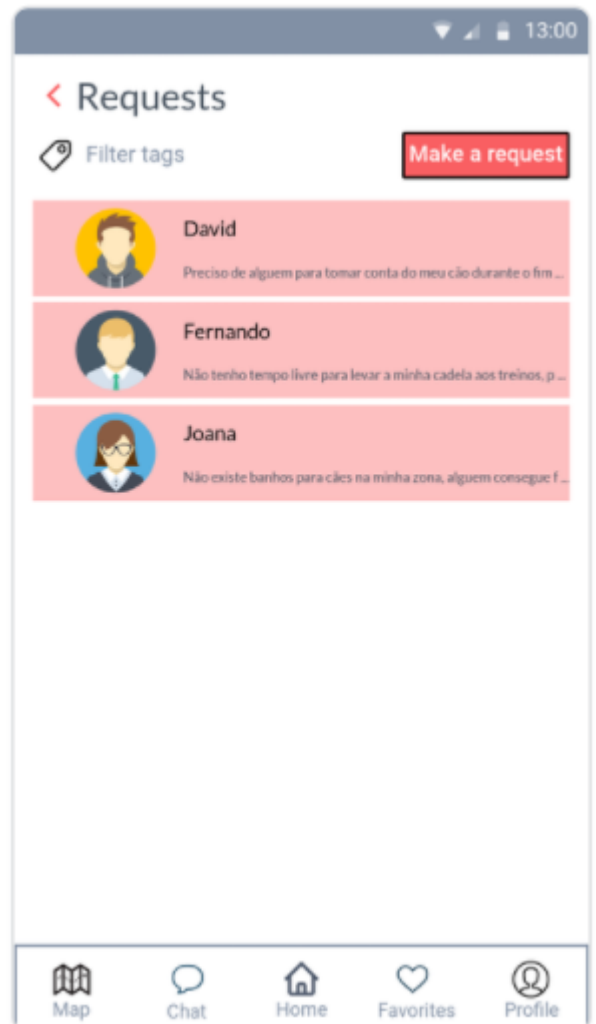 13:00
Requests
Filter tags
Make a request
David
Preciso de alguem para tomar conta do meu cão durante o fim ...
Fernando
Não tenho tempo livre para levar a minha cadela aos treinos, p ...
Joana
Não existe banhos para cães na minha zona, alguem consegue f ...
Map
Chat
Home
Favorites
Profile